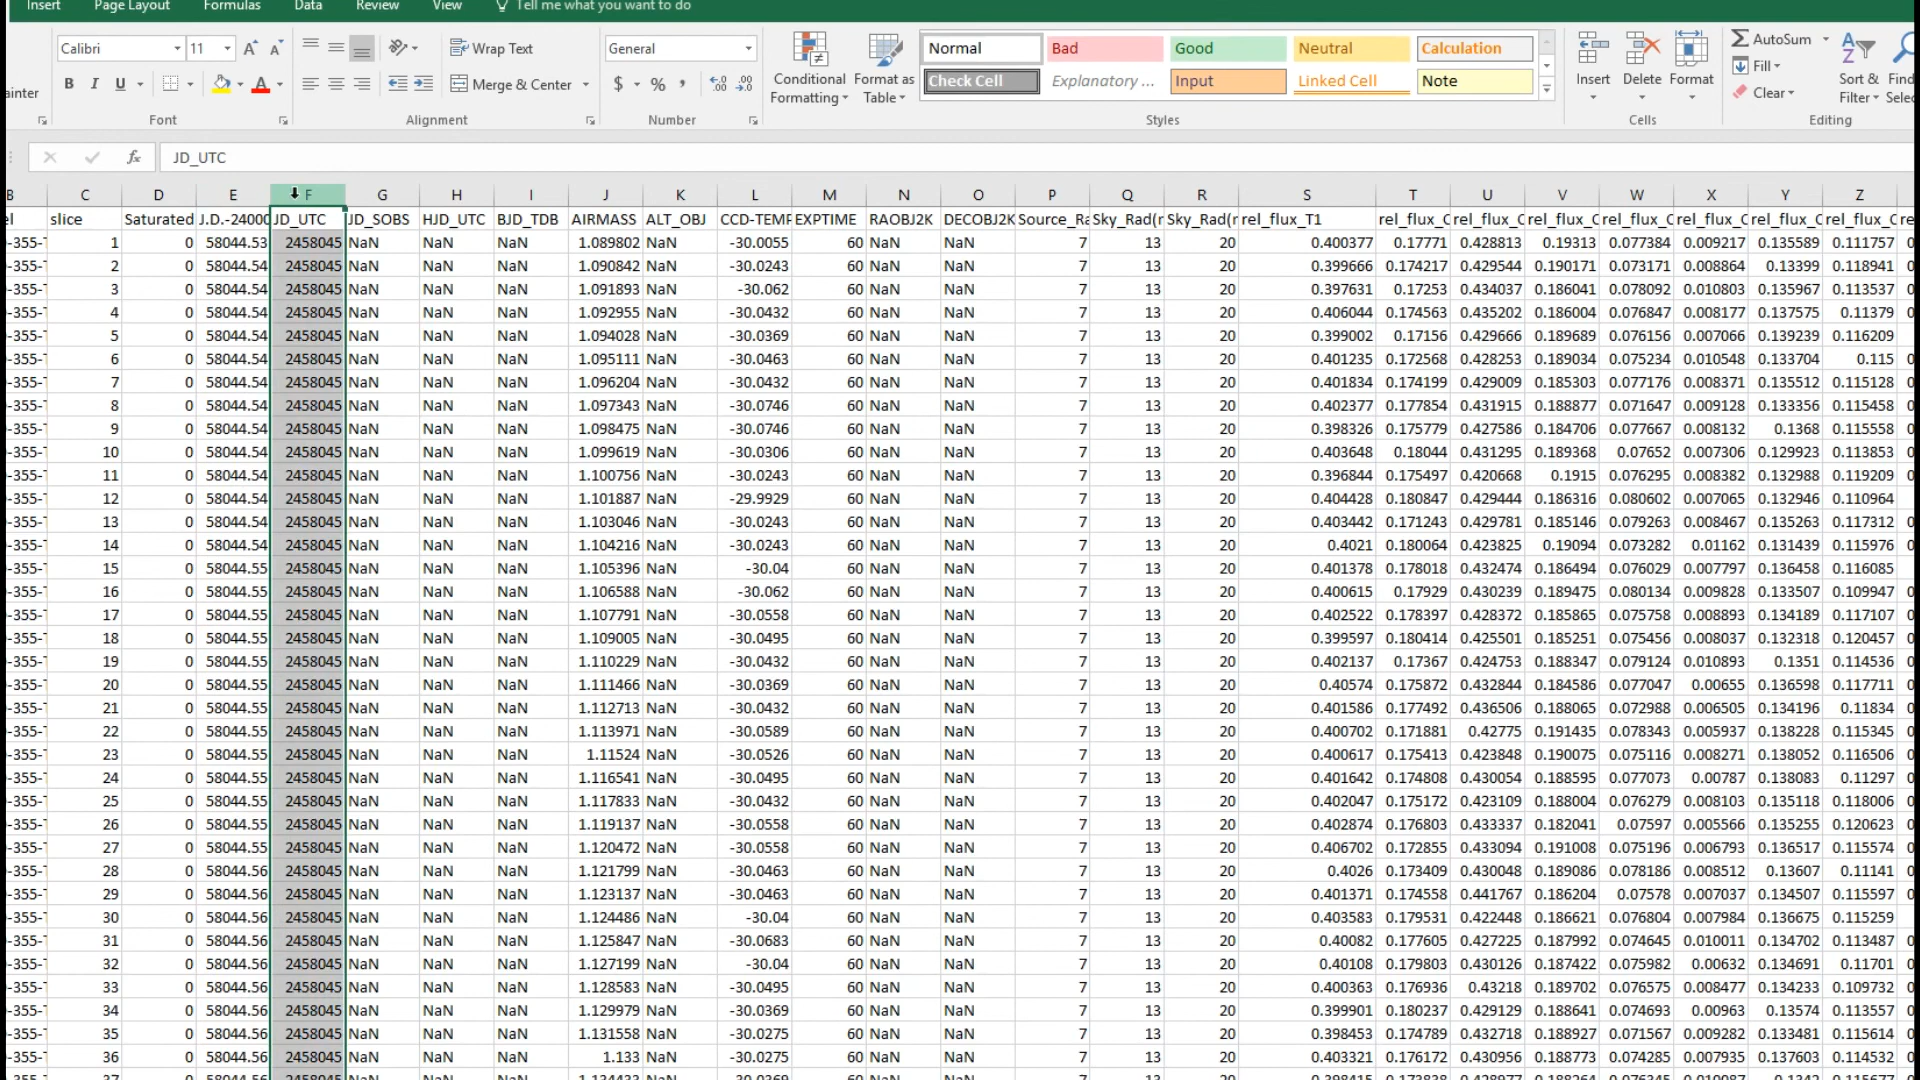 Insert Page Layout Formulas Data Review View Tell me what you want to do
Calibri 11 A A Wrap Text General Normal Bad Good Neutral Calculation AutoSum
ainter B I U A Merge & Center $ % , Conditional Formatting Format as Table Check Cell Explanatory ... Input Linked Cell Note Insert Delete Format Fill Clear Sort & Filter
Font Alignment Number Styles Cells Editing
fx JD_UTC
B C D E F G H I J K L M N O P Q R S T U V W X Y Z
el slice Saturated J.D.-24000 JD_UTC JD_SOBS HJD_UTC BJD_TDB AIRMASS ALT_OBJ CCD-TEMP EXPTIME RAOBJ2K DECOBJ2K Source_Ra Sky_Rad(r Sky_Rad(r rel_flux_T1 rel_flux_C rel_flux_C rel_flux_C rel_flux_C rel_flux_C rel_flux_C rel_flux_C
-355-T 1 0 58044.53 2458045 NaN NaN NaN 1.089802 NaN -30.0055 60 NaN NaN 7 13 20 0.400377 0.17771 0.428813 0.19313 0.077384 0.009217 0.135589 0.111757
-355-T 2 0 58044.54 2458045 NaN NaN NaN 1.090842 NaN -30.0243 60 NaN NaN 7 13 20 0.399666 0.174217 0.429544 0.190171 0.073171 0.008864 0.13399 0.118941
-355-T 3 0 58044.54 2458045 NaN NaN NaN 1.091893 NaN -30.062 60 NaN NaN 7 13 20 0.397631 0.17253 0.434037 0.186041 0.078092 0.010803 0.135967 0.113537
-355-T 4 0 58044.54 2458045 NaN NaN NaN 1.092955 NaN -30.0432 60 NaN NaN 7 13 20 0.406044 0.174563 0.435202 0.186004 0.076847 0.008177 0.137575 0.11379
-355-T 5 0 58044.54 2458045 NaN NaN NaN 1.094028 NaN -30.0369 60 NaN NaN 7 13 20 0.399002 0.17156 0.429666 0.189689 0.076156 0.007066 0.139239 0.116209
-355-T 6 0 58044.54 2458045 NaN NaN NaN 1.095111 NaN -30.0463 60 NaN NaN 7 13 20 0.401235 0.172568 0.428253 0.189034 0.075234 0.010548 0.133704 0.115
-355-T 7 0 58044.54 2458045 NaN NaN NaN 1.096204 NaN -30.0432 60 NaN NaN 7 13 20 0.401834 0.174199 0.429009 0.185303 0.077176 0.008371 0.135512 0.115128
-355-T 8 0 58044.54 2458045 NaN NaN NaN 1.097343 NaN -30.0746 60 NaN NaN 7 13 20 0.402377 0.177854 0.431915 0.188877 0.071647 0.009128 0.133356 0.115458
-355-T 9 0 58044.54 2458045 NaN NaN NaN 1.098475 NaN -30.0746 60 NaN NaN 7 13 20 0.398326 0.175779 0.427586 0.184706 0.077667 0.008132 0.1368 0.115558
-355-T 10 0 58044.54 2458045 NaN NaN NaN 1.099619 NaN -30.0306 60 NaN NaN 7 13 20 0.403648 0.18044 0.431295 0.189368 0.07652 0.007306 0.129923 0.113853
-355-T 11 0 58044.54 2458045 NaN NaN NaN 1.100756 NaN -30.0243 60 NaN NaN 7 13 20 0.396844 0.175497 0.420668 0.1915 0.076295 0.008382 0.132988 0.119209
-355-T 12 0 58044.54 2458045 NaN NaN NaN 1.101887 NaN -29.9929 60 NaN NaN 7 13 20 0.404428 0.180847 0.429444 0.186316 0.080602 0.007065 0.132946 0.110964
-355-T 13 0 58044.54 2458045 NaN NaN NaN 1.103046 NaN -30.0243 60 NaN NaN 7 13 20 0.403442 0.171243 0.429781 0.185146 0.079263 0.008467 0.135263 0.117312
-355-T 14 0 58044.54 2458045 NaN NaN NaN 1.104216 NaN -30.0243 60 NaN NaN 7 13 20 0.4021 0.180064 0.423825 0.19094 0.073282 0.01162 0.131439 0.115976
-355-T 15 0 58044.55 2458045 NaN NaN NaN 1.105396 NaN -30.04 60 NaN NaN 7 13 20 0.401378 0.178018 0.432474 0.186494 0.076029 0.007797 0.136458 0.116085
-355-T 16 0 58044.55 2458045 NaN NaN NaN 1.106588 NaN -30.062 60 NaN NaN 7 13 20 0.400615 0.17929 0.430239 0.189475 0.080134 0.009828 0.133507 0.109947
-355-T 17 0 58044.55 2458045 NaN NaN NaN 1.107791 NaN -30.0558 60 NaN NaN 7 13 20 0.402522 0.178397 0.428372 0.185865 0.075758 0.008893 0.134189 0.117107
-355-T 18 0 58044.55 2458045 NaN NaN NaN 1.109005 NaN -30.0495 60 NaN NaN 7 13 20 0.399597 0.180414 0.425501 0.185251 0.075456 0.008037 0.132318 0.120457
-355-T 19 0 58044.55 2458045 NaN NaN NaN 1.110229 NaN -30.0432 60 NaN NaN 7 13 20 0.402137 0.17367 0.424753 0.188347 0.079124 0.010893 0.1351 0.114536
-355-T 20 0 58044.55 2458045 NaN NaN NaN 1.111466 NaN -30.0369 60 NaN NaN 7 13 20 0.40574 0.175872 0.432844 0.184586 0.077047 0.00655 0.136598 0.117711
-355-T 21 0 58044.55 2458045 NaN NaN NaN 1.112713 NaN -30.0432 60 NaN NaN 7 13 20 0.401586 0.177492 0.436506 0.188065 0.072988 0.006505 0.134196 0.11834
-355-T 22 0 58044.55 2458045 NaN NaN NaN 1.113971 NaN -30.0589 60 NaN NaN 7 13 20 0.400702 0.171881 0.42775 0.191435 0.078343 0.005937 0.138228 0.115345
-355-T 23 0 58044.55 2458045 NaN NaN NaN 1.11524 NaN -30.0526 60 NaN NaN 7 13 20 0.400617 0.175413 0.423848 0.190075 0.075116 0.008271 0.138052 0.116506
-355-T 24 0 58044.55 2458045 NaN NaN NaN 1.116541 NaN -30.0495 60 NaN NaN 7 13 20 0.401642 0.174808 0.430054 0.188595 0.077073 0.00787 0.138083 0.11297
-355-T 25 0 58044.55 2458045 NaN NaN NaN 1.117833 NaN -30.0432 60 NaN NaN 7 13 20 0.402047 0.175172 0.423109 0.188004 0.076279 0.008103 0.135118 0.118006
-355-T 26 0 58044.55 2458045 NaN NaN NaN 1.119137 NaN -30.0558 60 NaN NaN 7 13 20 0.402874 0.176803 0.433337 0.182041 0.07597 0.005566 0.135255 0.120623
-355-T 27 0 58044.55 2458045 NaN NaN NaN 1.120472 NaN -30.0558 60 NaN NaN 7 13 20 0.406702 0.172855 0.433094 0.191008 0.075196 0.006793 0.136517 0.115574
-355-T 28 0 58044.56 2458045 NaN NaN NaN 1.121799 NaN -30.0463 60 NaN NaN 7 13 20 0.4026 0.173409 0.430048 0.189086 0.078186 0.008512 0.13607 0.11141
-355-T 29 0 58044.56 2458045 NaN NaN NaN 1.123137 NaN -30.0463 60 NaN NaN 7 13 20 0.401371 0.174558 0.441767 0.186204 0.07578 0.007037 0.134507 0.115597
-355-T 30 0 58044.56 2458045 NaN NaN NaN 1.124486 NaN -30.04 60 NaN NaN 7 13 20 0.403583 0.179531 0.422448 0.186621 0.076804 0.007984 0.136675 0.115259
-355-T 31 0 58044.56 2458045 NaN NaN NaN 1.125847 NaN -30.0683 60 NaN NaN 7 13 20 0.40082 0.177605 0.427225 0.187992 0.074645 0.010011 0.134702 0.113487
-355-T 32 0 58044.56 2458045 NaN NaN NaN 1.127199 NaN -30.04 60 NaN NaN 7 13 20 0.40108 0.179803 0.430126 0.187422 0.075982 0.00632 0.134691 0.11701
-355-T 33 0 58044.56 2458045 NaN NaN NaN 1.128583 NaN -30.0495 60 NaN NaN 7 13 20 0.400363 0.176936 0.43218 0.189702 0.076575 0.008477 0.134233 0.109732
-355-T 34 0 58044.56 2458045 NaN NaN NaN 1.129979 NaN -30.0369 60 NaN NaN 7 13 20 0.399901 0.180237 0.429129 0.188641 0.074693 0.00963 0.13574 0.113557
-355-T 35 0 58044.56 2458045 NaN NaN NaN 1.131558 NaN -30.0275 60 NaN NaN 7 13 20 0.398453 0.174789 0.432718 0.188927 0.071567 0.009282 0.133481 0.115614
-355-T 36 0 58044.56 2458045 NaN NaN NaN 1.133 NaN -30.0275 60 NaN NaN 7 13 20 0.403321 0.176172 0.430956 0.188773 0.074285 0.007935 0.137603 0.114532